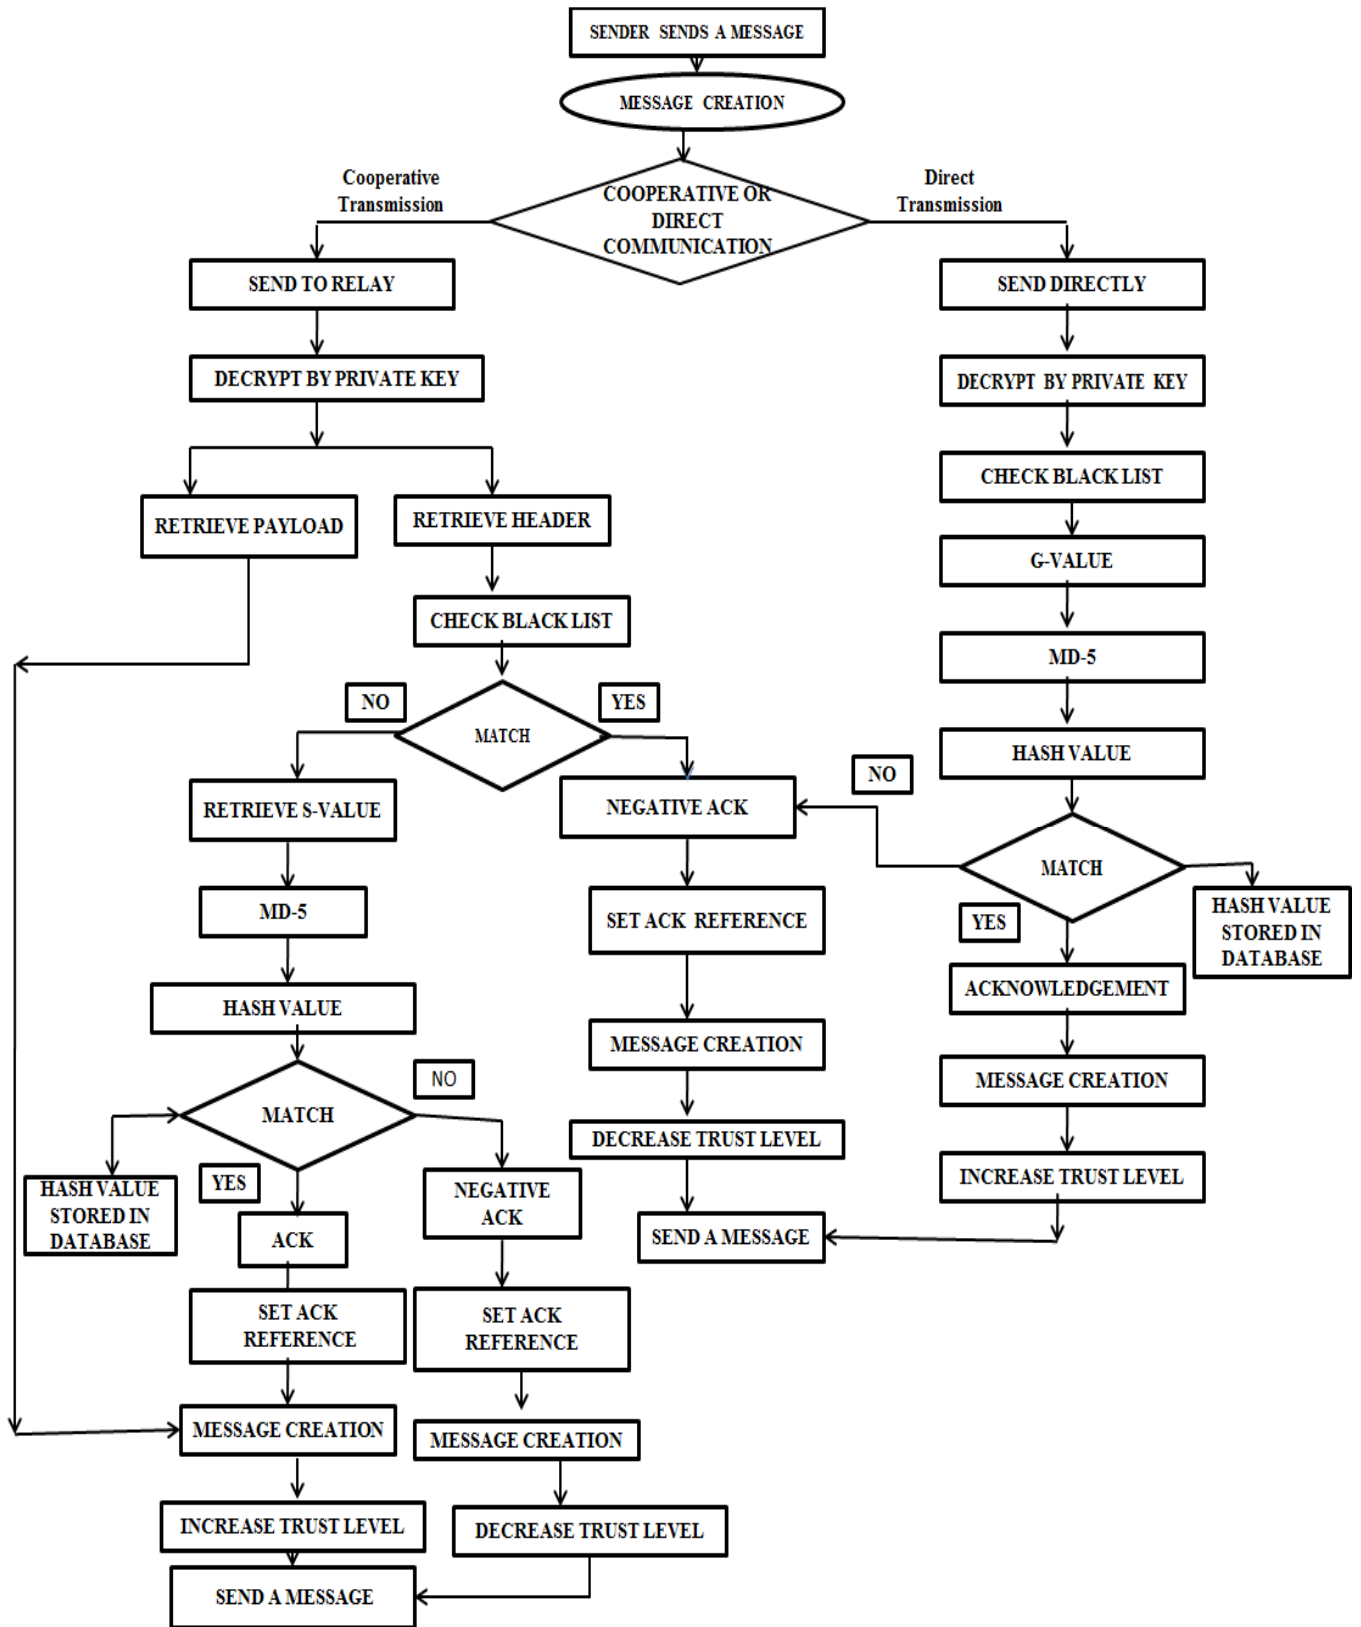 SENDER SENDS A MESSAGE
MESSAGE CREATION
Cooperative
Transmission
COOPERATIVE OR
DIRECT
COMMUNICATION
Direct
Transmission
SEND TO RELAY
SEND DIRECTLY
DECRYPT BY PRIVATE KEY
DECRYPT BY PRIVATE KEY
CHECK BLACK LIST
RETRIEVE PAYLOAD
RETRIEVE HEADER
G-VALUE
CHECK BLACK LIST
MD-5
NO
YES
MATCH
HASH VALUE
NO
RETRIEVE S-VALUE
NEGATIVE ACK
MATCH
MD-5
SET ACK REFERENCE
YES
HASH VALUE
STORED IN
DATABASE
ACKNOWLEDGEMENT
HASH VALUE
MESSAGE CREATION
MESSAGE CREATION
NO
MATCH
DECREASE TRUST LEVEL
YES
INCREASE TRUST LEVEL
HASH VALUE
STORED IN
DATABASE
NEGATIVE
ACK
ACK
SEND A MESSAGE
SET ACK
REFERENCE
SET ACK
REFERENCE
MESSAGE CREATION
MESSAGE CREATION
INCREASE TRUST LEVEL
DECREASE TRUST LEVEL
SEND A MESSAGE